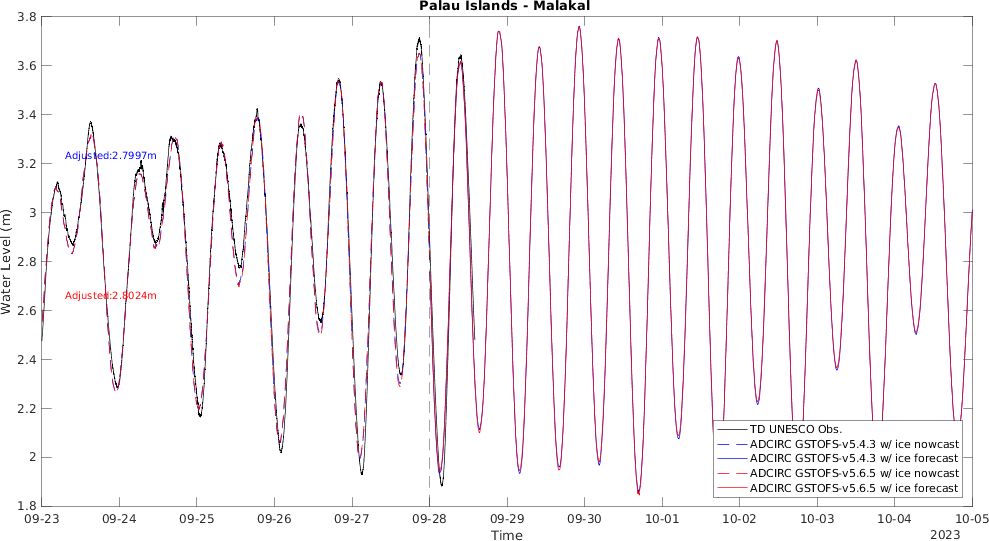 Palau Islands - Malakal
3.8
3.6
3.4
3.2
3
2.8
2.6
2.4
2.2
2
1.8
Water Level (m)
Adjusted:2.7997m
Adjusted:2.8024m
TD UNESCO Obs.
ADCIRC GSTOFS-v5.4.3 w/ ice nowcast
ADCIRC GSTOFS-v5.4.3 w/ ice forecast
ADCIRC GSTOFS-v5.6.5 w/ ice nowcast
ADCIRC GSTOFS-v5.6.5 w/ ice forecast
09-23 09-24 09-25 09-26 09-27 09-28 09-29 09-30 10-01 10-02 10-03 10-04 10-05
Time
2023